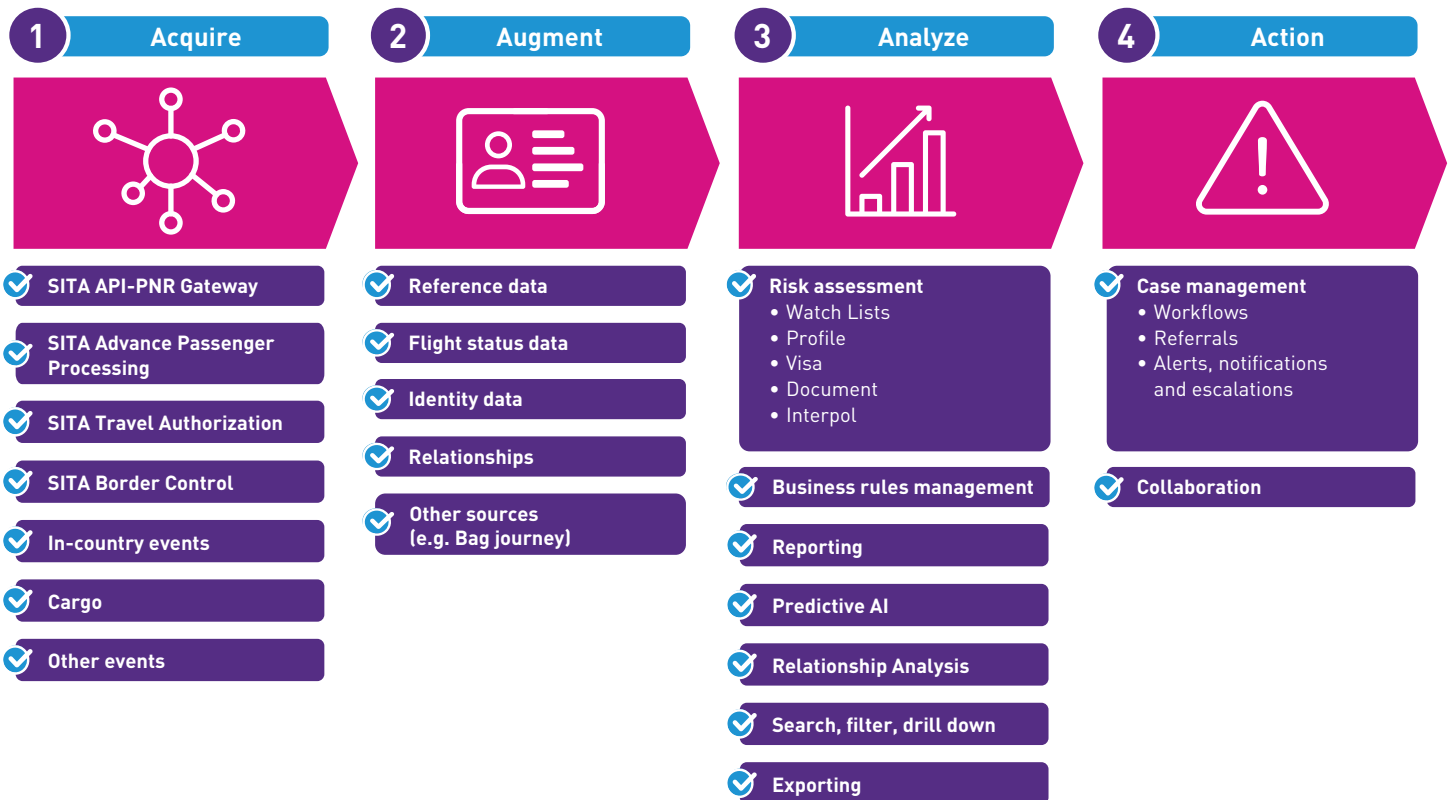 1
Acquire
SITA API-PNR Gateway
SITA Advance Passenger
Processing
SITA Travel Authorization
SITA Border Control
In-country events
Cargo
Other events
2
Augment
Reference data
Flight status data
Identity data
Relationships
Other sources
(e.g. Bag journey)
3
Analyze
Risk assessment
• Watch Lists
• Profile
• Visa
• Document
• Interpol
Business rules management
Reporting
Predictive AI
Relationship Analysis
Search, filter, drill down
Exporting
4
Action
!
Case management
• Workflows
• Referrals
• Alerts, notifications
and escalations
Collaboration